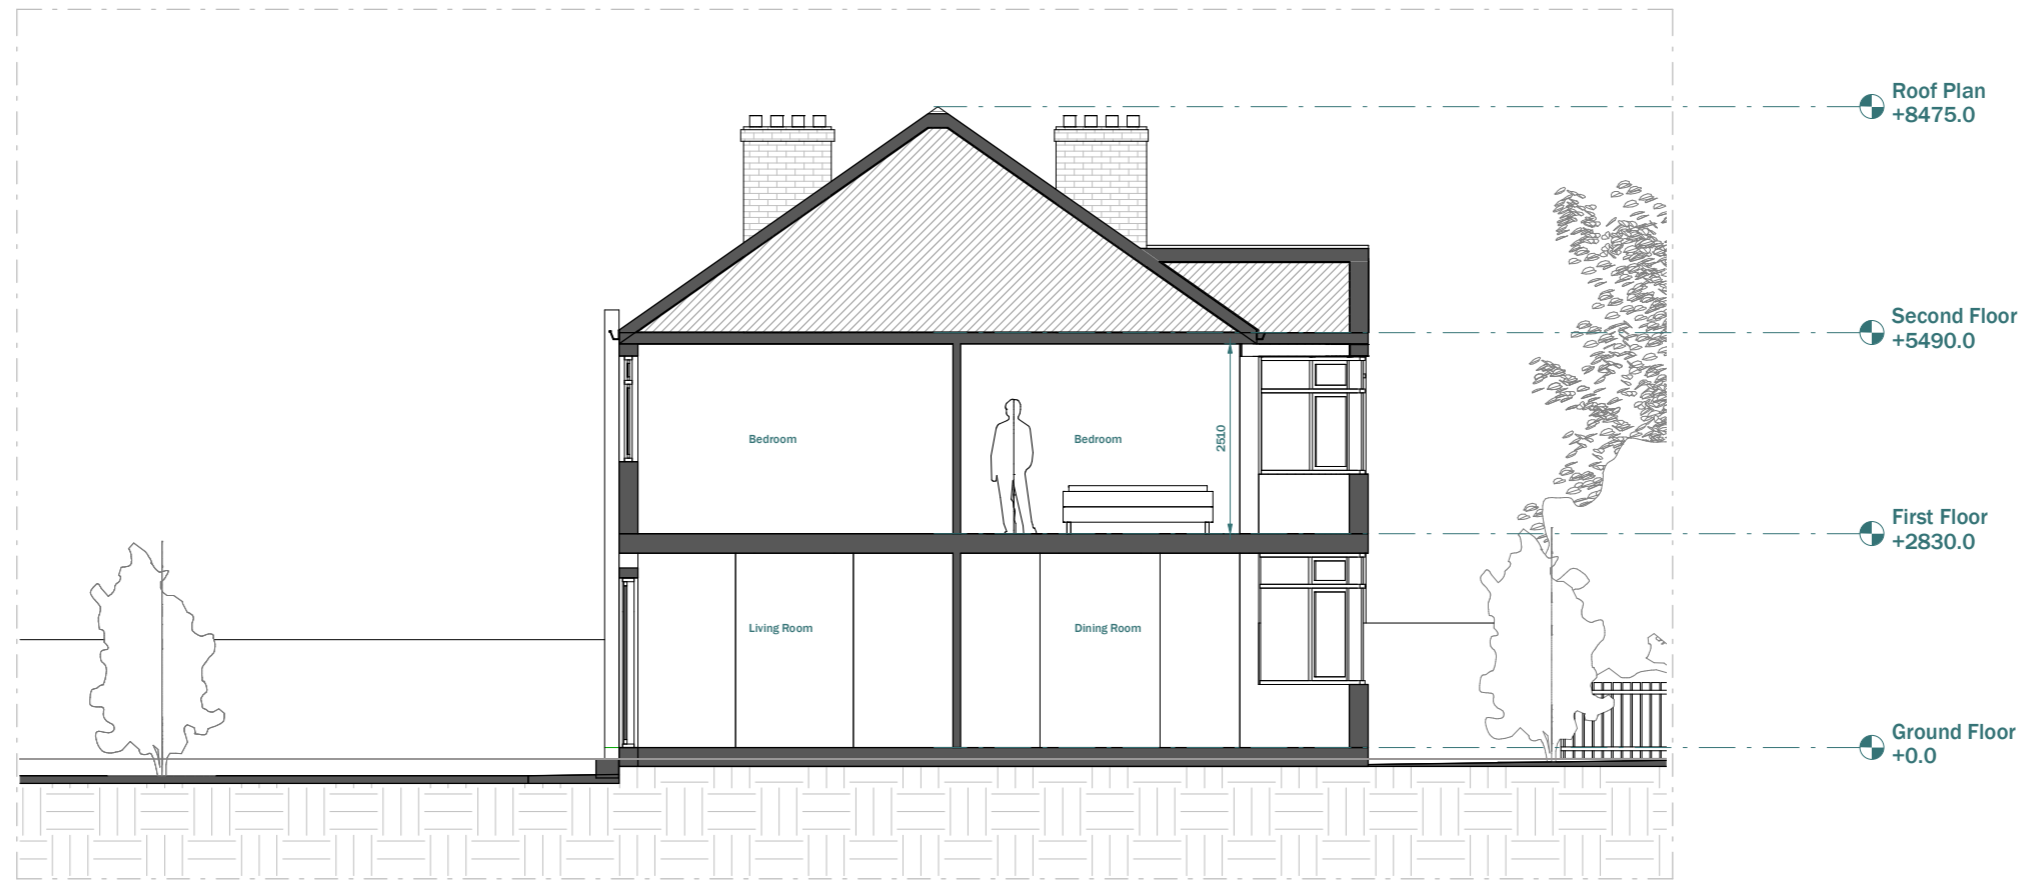 Roof Plan
+8475.0
Second Floor
+5490.0
Bedroom
Bedroom
2510
First Floor
+2830.0
Living Room
Dining Room
Ground Floor
+0.0